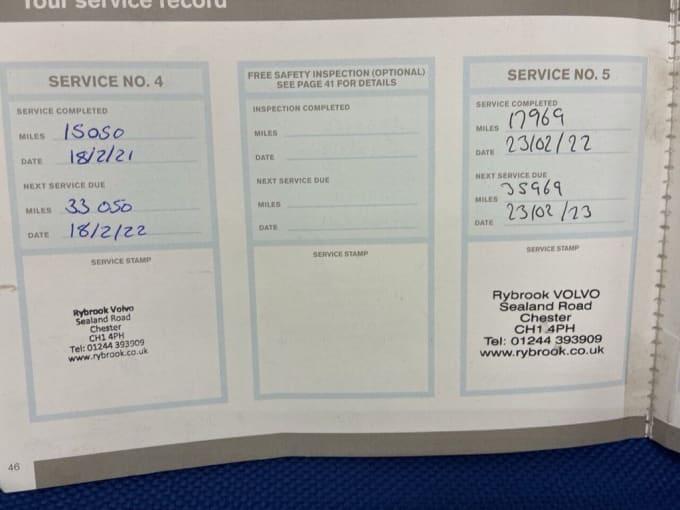 Your service record
SERVICE NO. 4
SERVICE COMPLETED
MILES 15050
DATE 18/2/21
NEXT SERVICE DUE
MILES 33 050
DATE 18/2/22
SERVICE STAMP
Rybrook Volvo
Sealand Road
Chester
CH1 4PH
Tel: 01244 393909
www.rybrook.co.uk
FREE SAFETY INSPECTION (OPTIONAL)
SEE PAGE 41 FOR DETAILS
INSPECTION COMPLETED
MILES
DATE
NEXT SERVICE DUE
MILES
DATE
SERVICE STAMP
SERVICE NO. 5
SERVICE COMPLETED
MILES 17969
DATE 23/02/22
NEXT SERVICE DUE
MILES 35969
DATE 23/02/23
SERVICE STAMP
Rybrook VOLVO
Sealand Road
Chester
CH1 4PH
Tel: 01244 393909
www.rybrook.co.uk
46